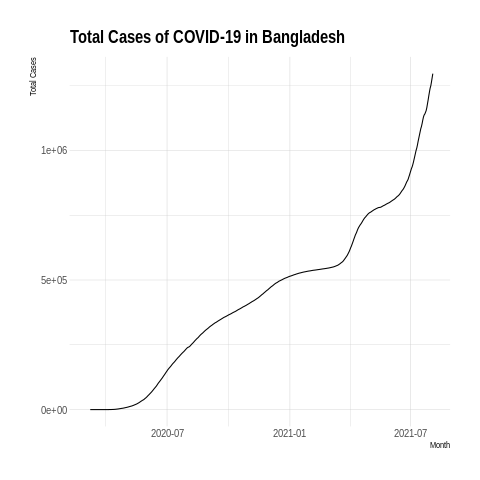 Total Cases of COVID-19 in Bangladesh
Total Cases
1e+06
5e+05
0e+00
2020-07
2021-01
2021-07
Month